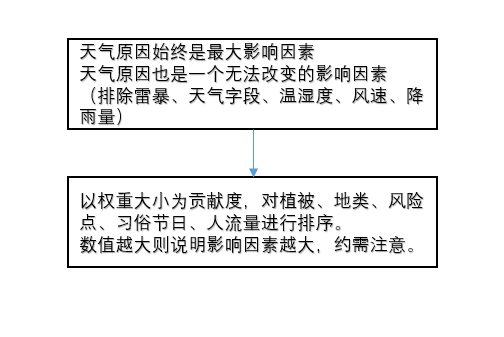 天气原因始终是最大影响因素
天气原因也是一个无法改变的影响因素
（排除雷暴、天气字段、温湿度、风速、降
雨量）
以权重大小为贡献度，对植被、地类、风险
点、习俗节日、人流量进行排序。
数值越大则说明影响因素越大，约需注意。